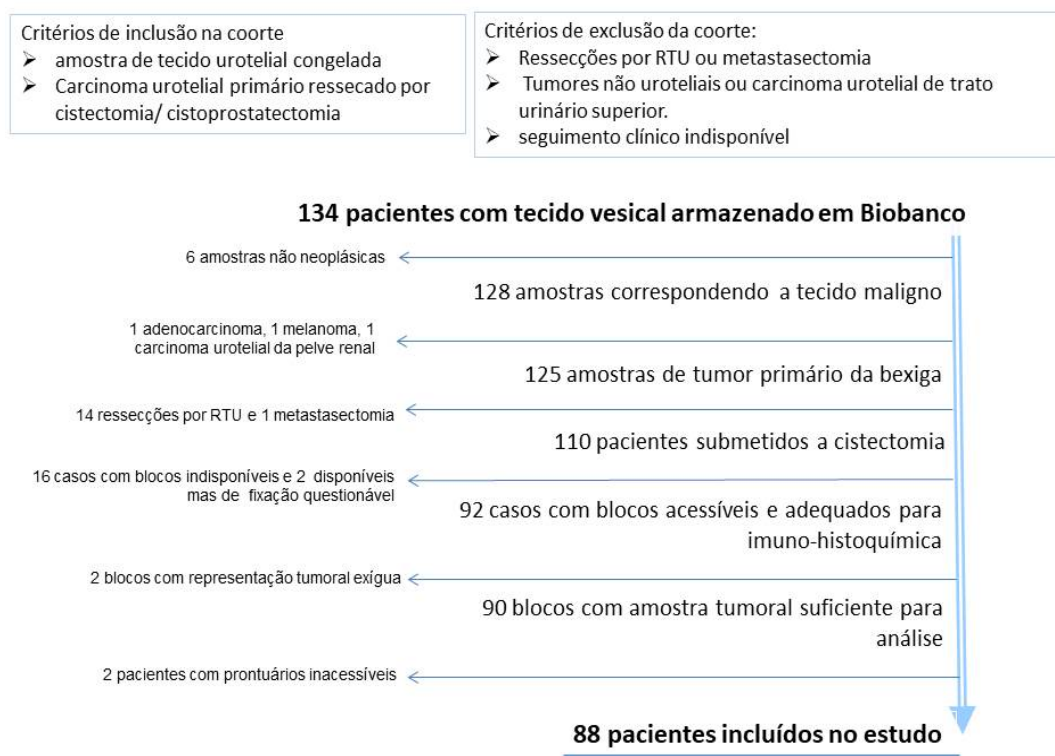 Critérios de inclusão na coorte
➢ amostra de tecido urotelial congelada
➢ Carcinoma urotelial primário ressecado por
cistectomia/ cistoprostatectomia
Critérios de exclusão da coorte:
➢ Ressecções por RTU ou metastasectomia
➢ Tumores não uroteliais ou carcinoma urotelial de trato
urinário superior.
➢ seguimento clínico indisponível
134 pacientes com tecido vesical armazenado em Biobanco
6 amostras não neoplásicas
128 amostras correspondendo a tecido maligno
1 adenocarcinoma, 1 melanoma, 1
carcinoma urotelial da pelve renal
125 amostras de tumor primário da bexiga
14 ressecções por RTU e 1 metastasectomia
110 pacientes submetidos a cistectomia
16 casos com blocos indisponíveis e 2 disponíveis
mas de fixação questionável
92 casos com blocos acessíveis e adequados para
imuno-histoquímica
2 blocos com representação tumoral exígua
90 blocos com amostra tumoral suficiente para
análise
2 pacientes com prontuários inacessíveis
88 pacientes incluídos no estudo